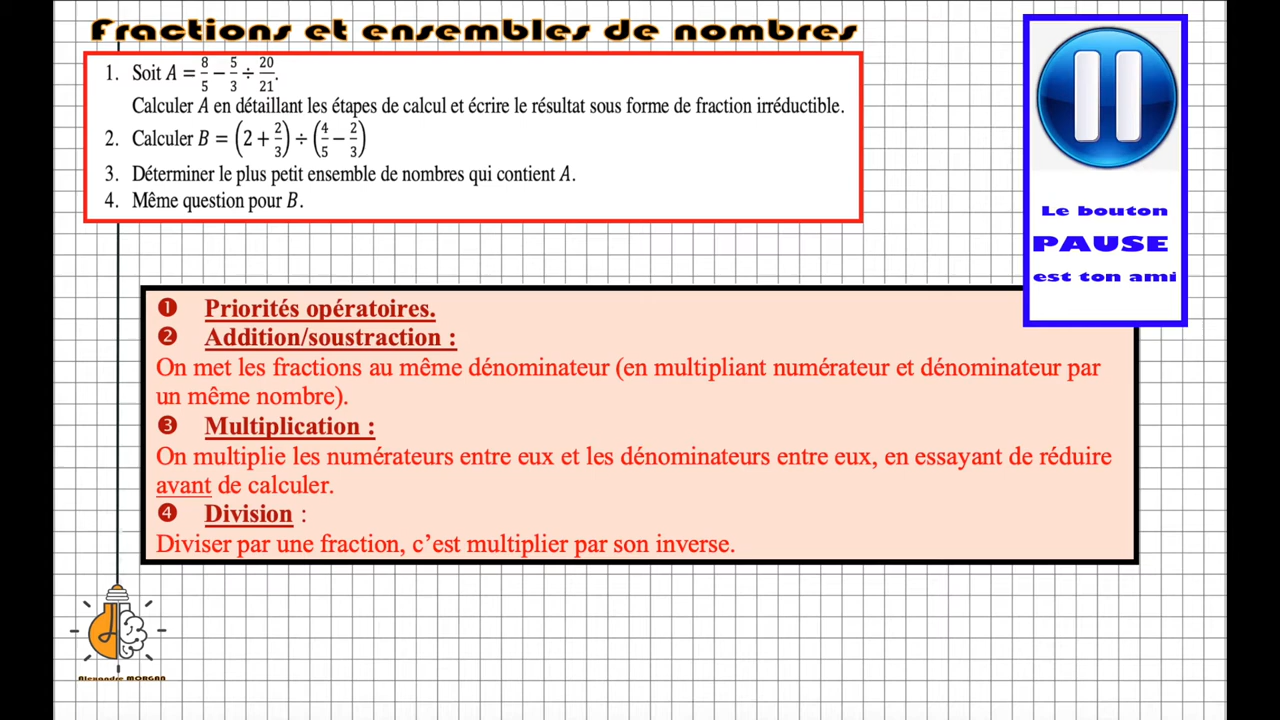 Fractions et ensembles de nombres
1. Soit A = 8/5 − 5/3 ÷ 20/21.
Calculer A en détaillant les étapes de calcul et écrire le résultat sous forme de fraction irréductible.
2. Calculer B = (2 + 2/3) ÷ (4/5 − 2/3)
3. Déterminer le plus petit ensemble de nombres qui contient A.
4. Même question pour B.
Le bouton
PAUSE
est ton ami
❶ Priorités opératoires.
❷ Addition/soustraction :
On met les fractions au même dénominateur (en multipliant numérateur et dénominateur par
un même nombre).
❸ Multiplication :
On multiplie les numérateurs entre eux et les dénominateurs entre eux, en essayant de réduire
avant de calculer.
❹ Division :
Diviser par une fraction, c’est multiplier par son inverse.
Alexandre MORGAN